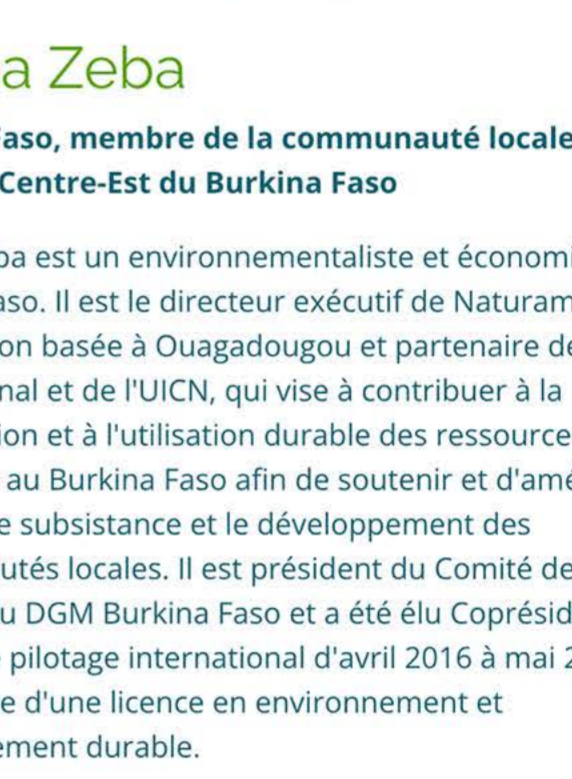 a Zeba
Faso, membre de la communauté locale
Centre-Est du Burkina Faso
ba est un environnementaliste et économi
aso. Il est le directeur exécutif de Naturam
on basée à Ouagadougou et partenaire de
nal et de l'UICN, qui vise à contribuer à la
ion et à l'utilisation durable des ressource
au Burkina Faso afin de soutenir et d'amé
e subsistance et le développement des
utés locales. Il est président du Comité de
u DGM Burkina Faso et a été élu Coprésid
pilotage international d'avril 2016 à mai 2
e d'une licence en environnement et
ement durable.